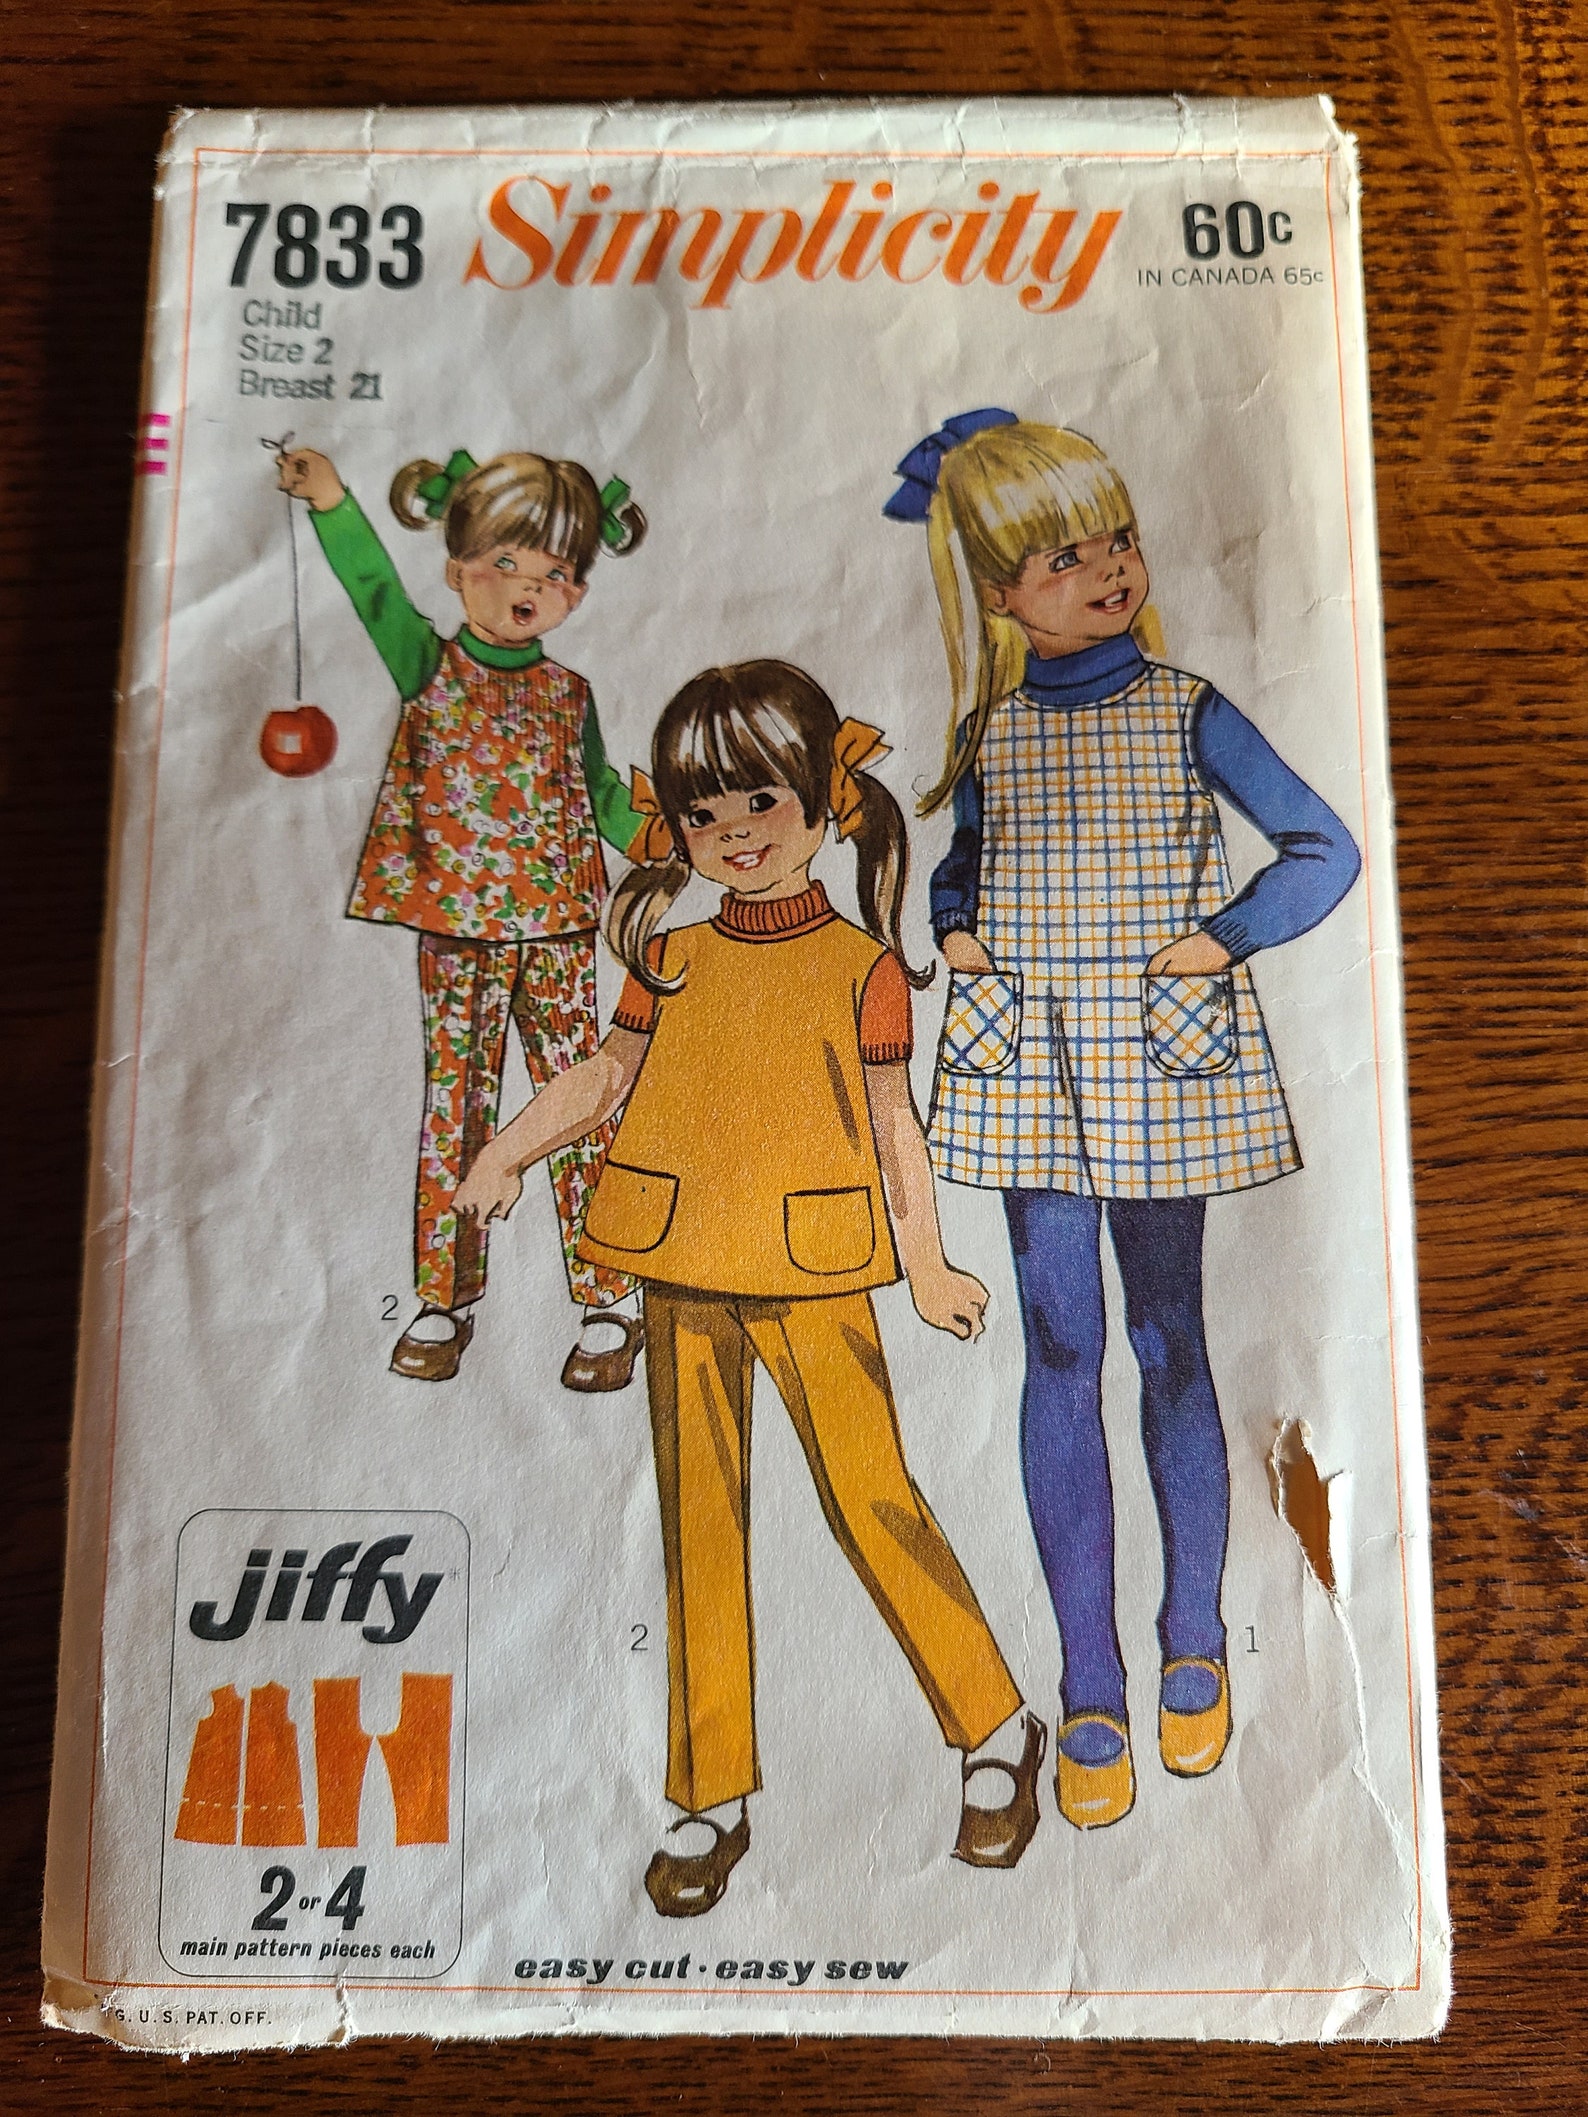 7833 Simplicity 60c
IN CANADA 65c
Child
Size 2
Breast 21
2
2
1
jiffy*
2 or 4
main pattern pieces each
easy cut · easy sew
G. U. S. PAT. OFF.